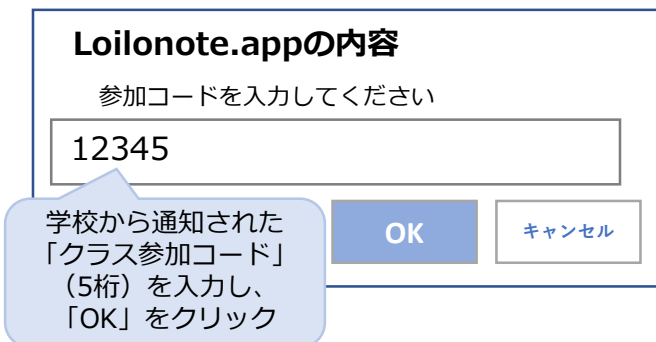 Loilonote.appの内容
参加コードを入力してください
12345
学校から通知された
「クラス参加コード」
（5桁）を入力し、
「OK」をクリック
OK
キャンセル